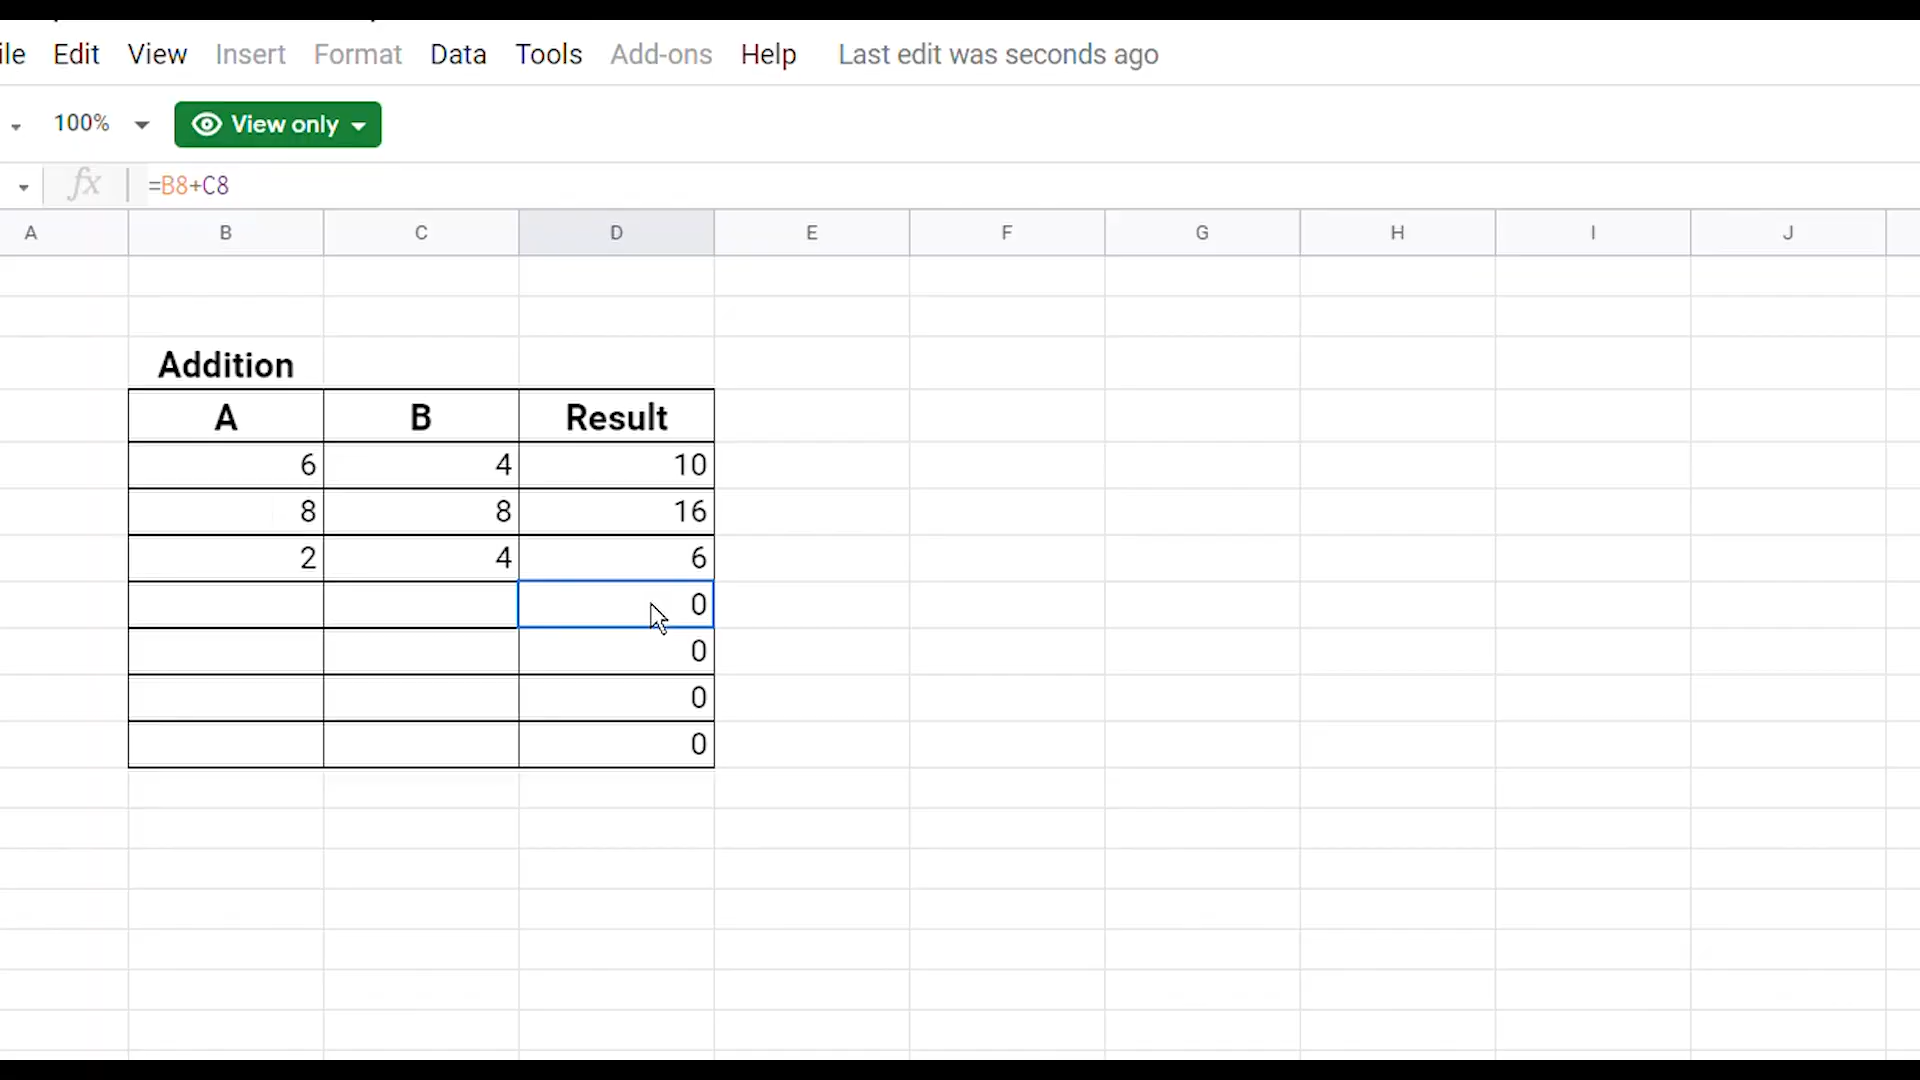 ile Edit View Insert Format Data Tools Add-ons Help Last edit was seconds ago
100% View only
fx =B8+C8
A B C D E F G H I J
Addition
A B Result
6 4 10
8 8 16
2 4 6
0
0
0
0